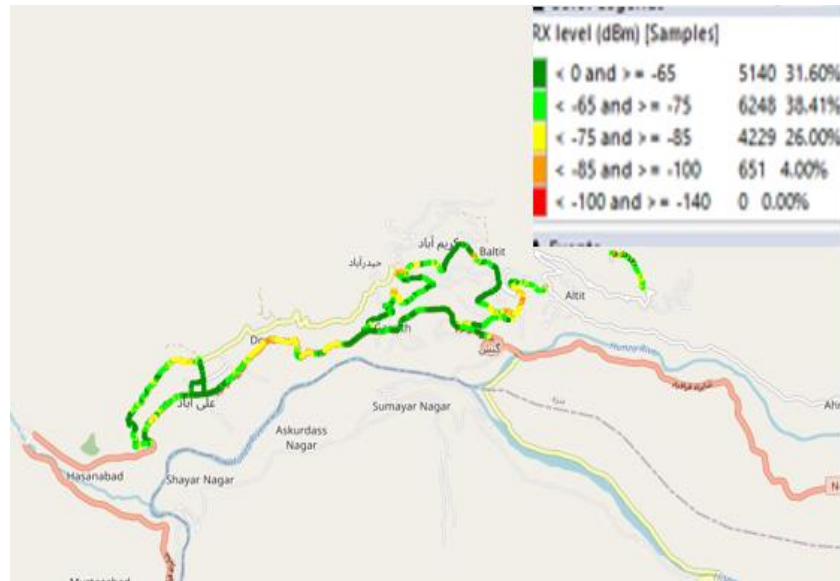 RX level (dBm) [Samples]
< 0 and >= -65 5140 31.60%
< -65 and >= -75 6248 38.41%
< -75 and >= -85 4229 26.00%
< -85 and >= -100 651 4.00%
< -100 and >= -140 0 0.00%
کریم آباد
Baltit
حیدرآباد
Altit
گنش
Hunza River
علی آباد
Sumayar Nagar
Askurdass
Nagar
Hasanabad
Shayar Nagar